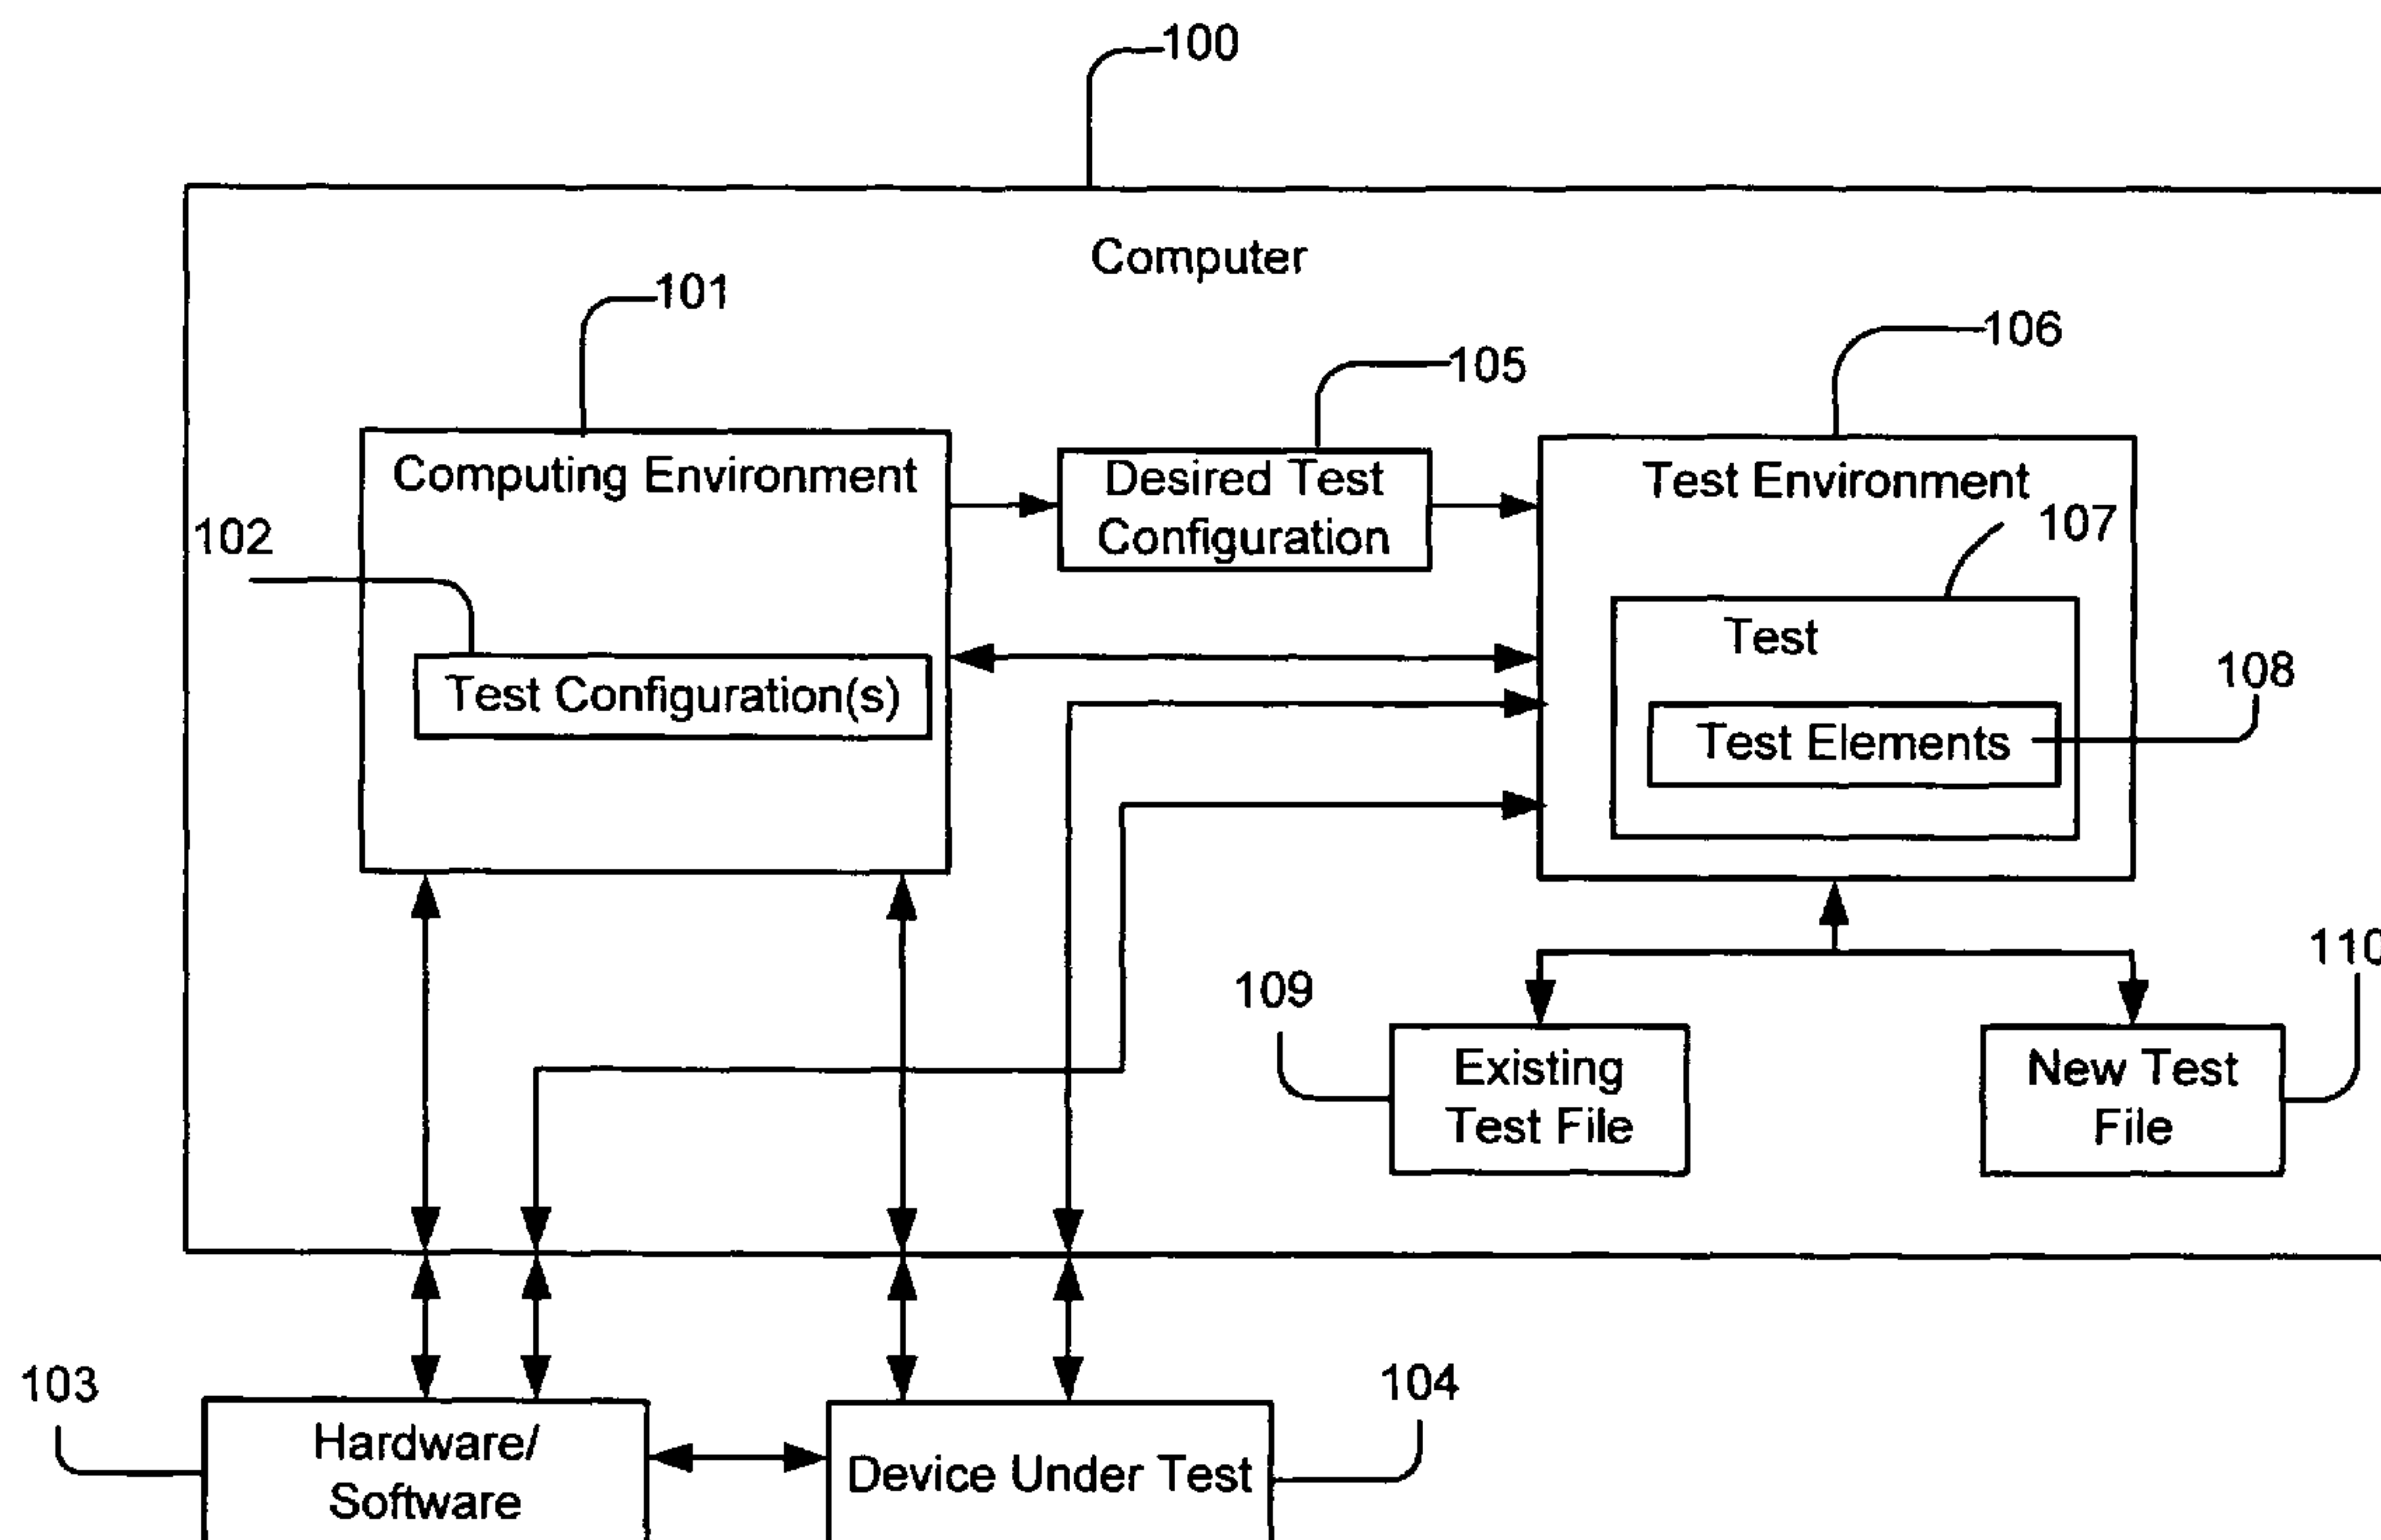 100
Computer
101
106
105
Computing Environment
Desired Test
Configuration
Test Environment
107
102
Test
108
Test Configuration(s)
Test Elements
110
109
Existing
Test File
New Test
File
103
104
Hardware/
Software
Device Under Test